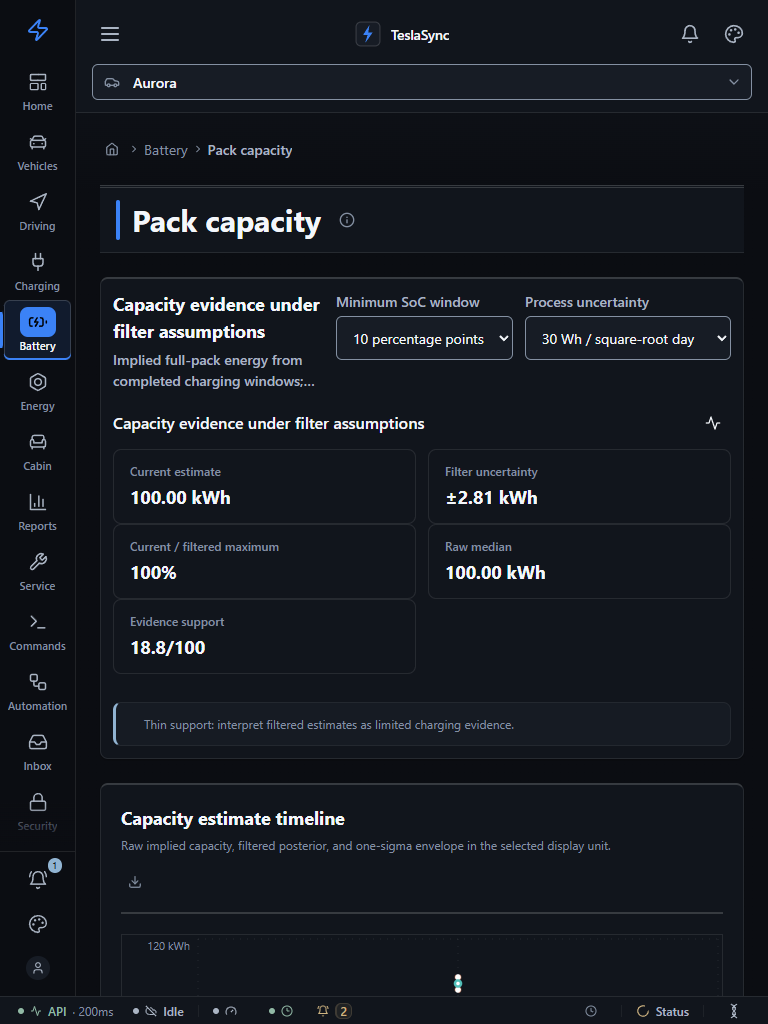 TeslaSync
Aurora
Home
Vehicles
Driving
Charging
Battery
Energy
Cabin
Reports
Service
Commands
Automation
Inbox
Security
1
Battery
Pack capacity
Pack capacity
Capacity evidence under
filter assumptions
Implied full-pack energy from
completed charging windows;...
Minimum SoC window
10 percentage points
Process uncertainty
30 Wh / square-root day
Capacity evidence under filter assumptions
Current estimate
100.00 kWh
Filter uncertainty
±2.81 kWh
Current / filtered maximum
100%
Raw median
100.00 kWh
Evidence support
18.8/100
Thin support: interpret filtered estimates as limited charging evidence.
Capacity estimate timeline
Raw implied capacity, filtered posterior, and one-sigma envelope in the selected display unit.
120 kWh
API · 200ms
Idle
2
Status